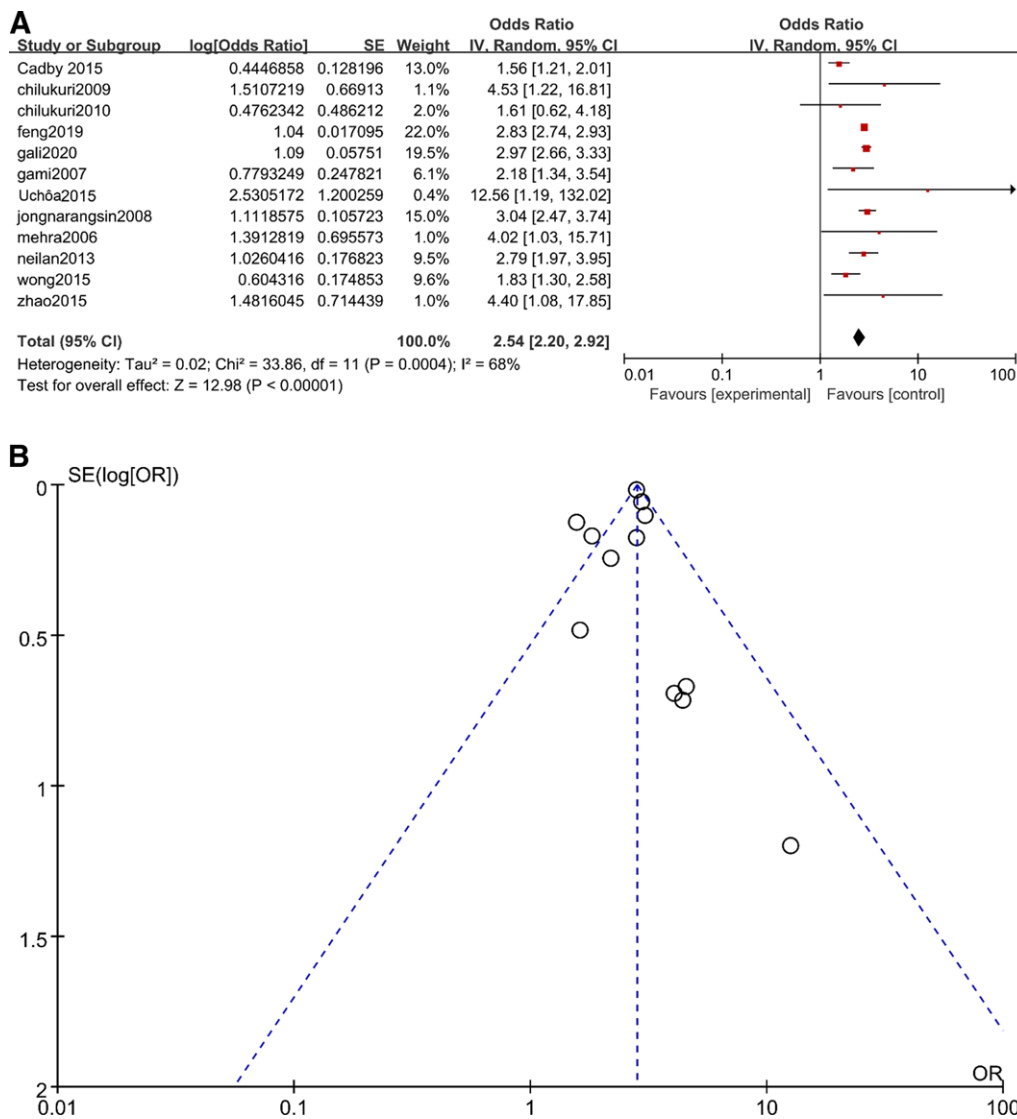 A
Odds Ratio Odds Ratio
Study or Subgroup log[Odds Ratio] SE Weight IV, Random, 95% CI IV, Random, 95% CI
Cadby 2015 0.4446858 0.128196 13.0% 1.56 [1.21, 2.01]
chilukuri2009 1.5107219 0.66913 1.1% 4.53 [1.22, 16.81]
chilukuri2010 0.4762342 0.486212 2.0% 1.61 [0.62, 4.18]
feng2019 1.04 0.017095 22.0% 2.83 [2.74, 2.93]
gali2020 1.09 0.05751 19.5% 2.97 [2.66, 3.33]
gami2007 0.7793249 0.247821 6.1% 2.18 [1.34, 3.54]
Uchôa2015 2.5305172 1.200259 0.4% 12.56 [1.19, 132.02]
jongnarangsin2008 1.1118575 0.105723 15.0% 3.04 [2.47, 3.74]
mehra2006 1.3912819 0.695573 1.0% 4.02 [1.03, 15.71]
neilan2013 1.0260416 0.176823 9.5% 2.79 [1.97, 3.95]
wong2015 0.604316 0.174853 9.6% 1.83 [1.30, 2.58]
zhao2015 1.4816045 0.714439 1.0% 4.40 [1.08, 17.85]
Total (95% CI) 100.0% 2.54 [2.20, 2.92]
Heterogeneity: Tau² = 0.02; Chi² = 33.86, df = 11 (P = 0.0004); I² = 68%
Test for overall effect: Z = 12.98 (P < 0.00001)
0.01 0.1 1 10 100
Favours [experimental] Favours [control]
B
SE(log[OR])
0
0.5
1
1.5
2
OR
0.01 0.1 1 10 100